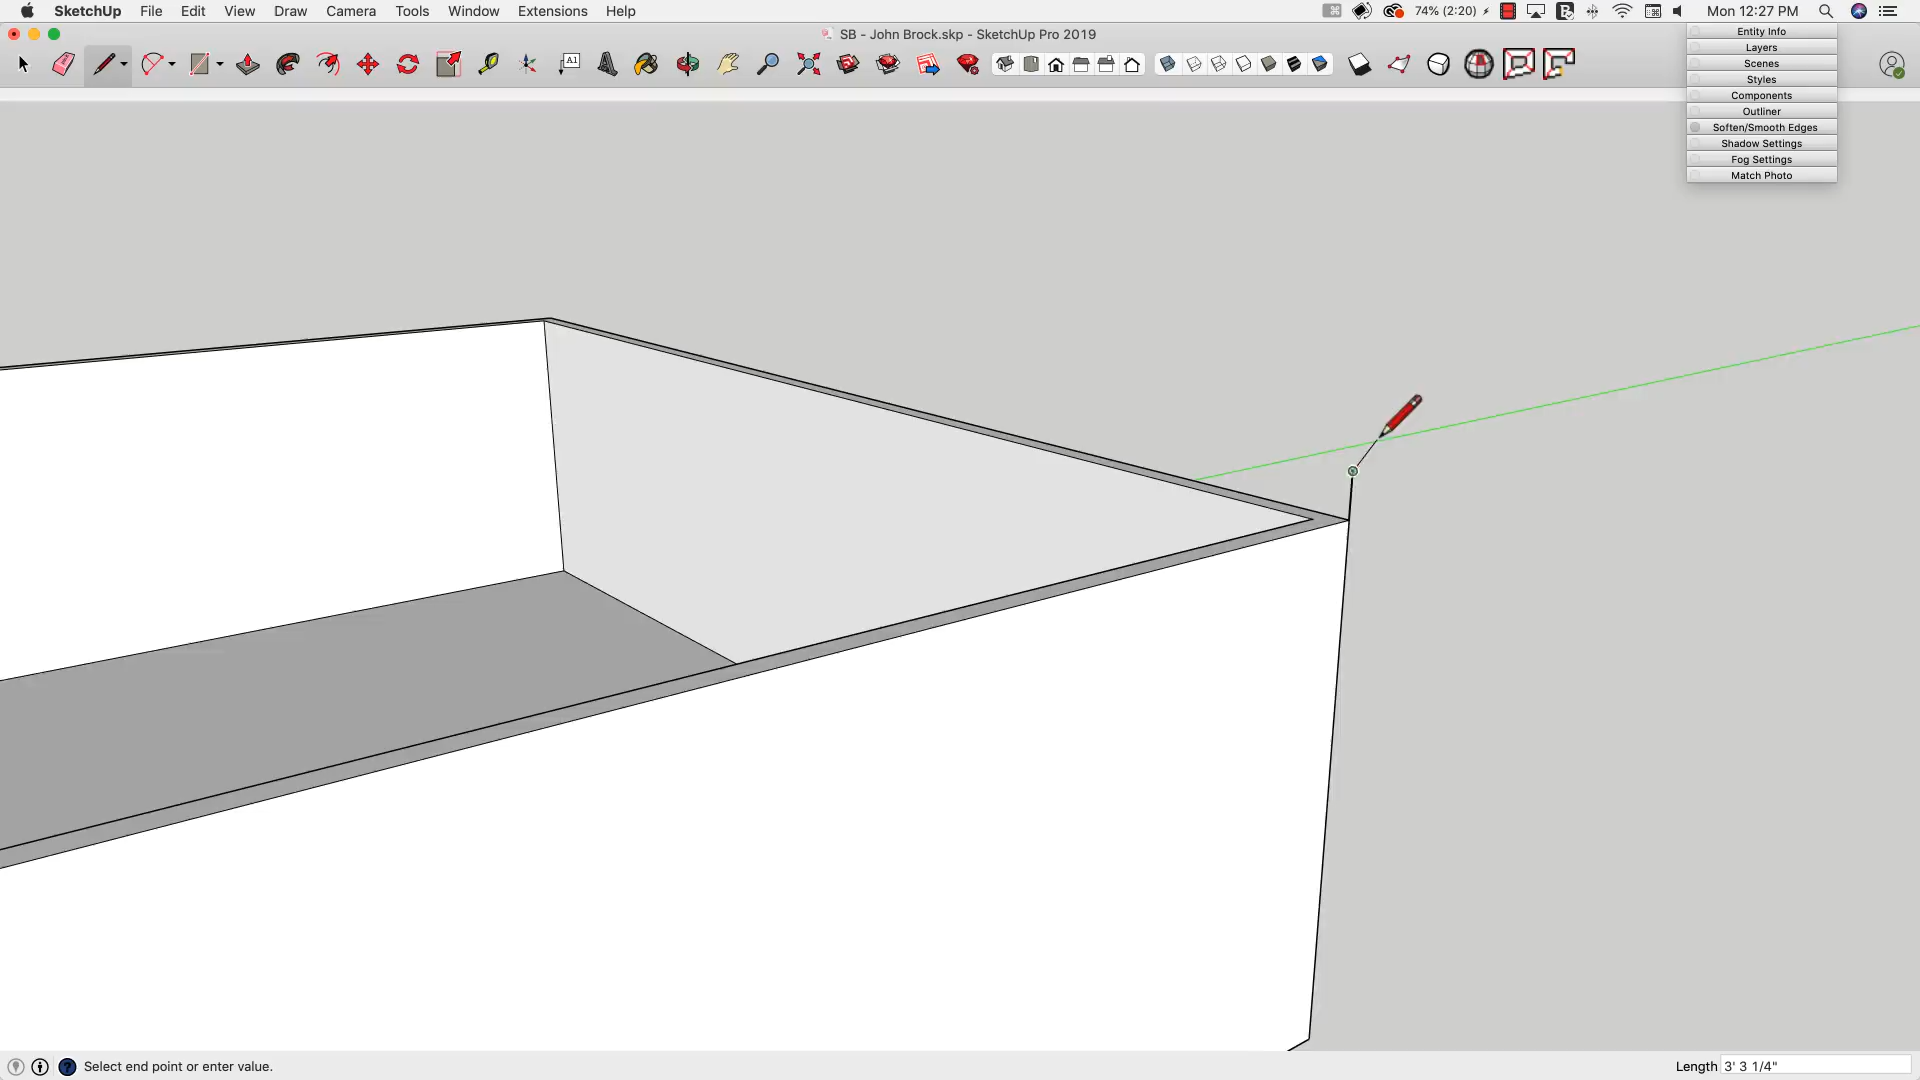 SketchUp File Edit View Draw Camera Tools Window Extensions Help 74% (2:20) Mon 12:27 PM
SB - John Brock.skp - SketchUp Pro 2019
A1
Entity Info
Layers
Scenes
Styles
Components
Outliner
Soften/Smooth Edges
Shadow Settings
Fog Settings
Match Photo
Select end point or enter value.
Length 3' 3 1/4"